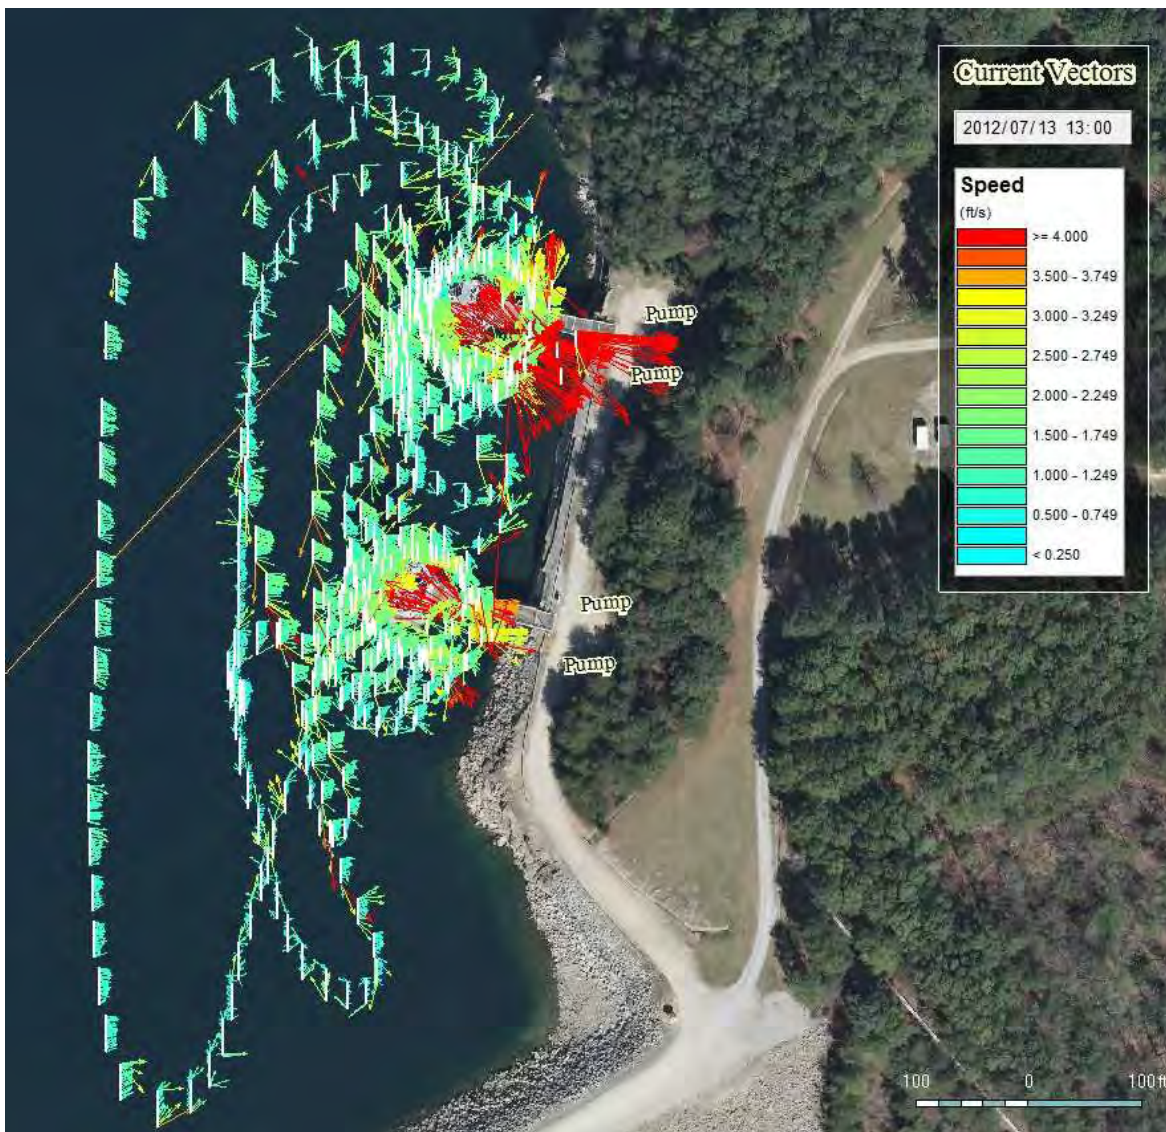 Current Vectors
2012/07/13 13:00
Speed
(ft/s)
>= 4.000
3.500 - 3.749
3.000 - 3.249
2.500 - 2.749
2.000 - 2.249
1.500 - 1.749
1.000 - 1.249
0.500 - 0.749
< 0.250
Pump
Pump
Pump
Pump
100 0 100ft